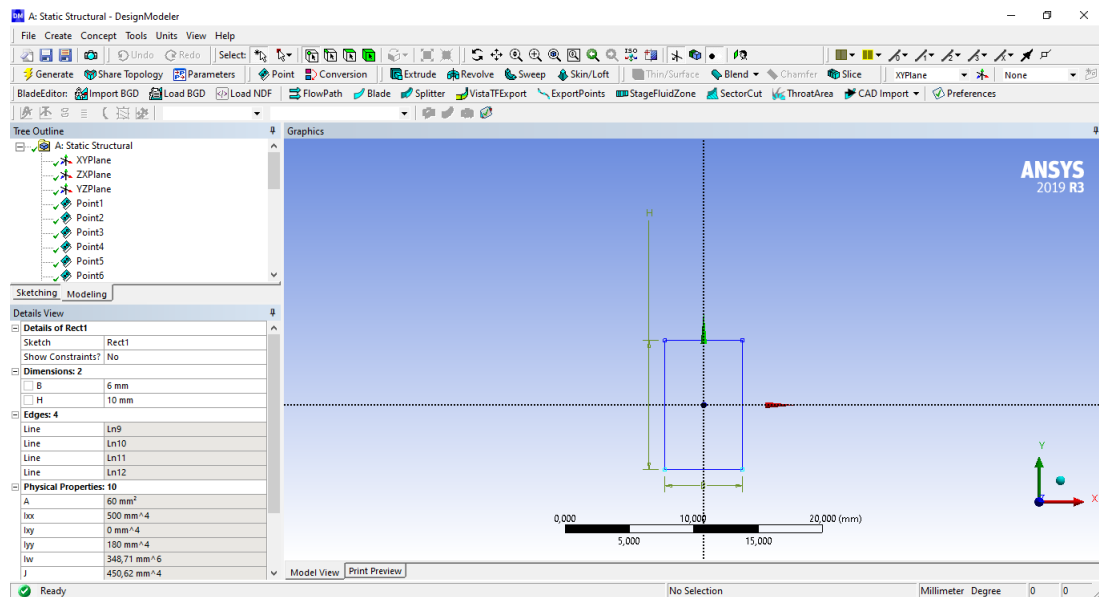 DM A: Static Structural - DesignModeler
File Create Concept Tools Units View Help
Undo Redo Select: ISO
Generate Share Topology Parameters Point Conversion Extrude Revolve Sweep Skin/Loft Thin/Surface Blend Chamfer Slice XYPlane None
BladeEditor: Import BGD Load BGD Load NDF FlowPath Blade Splitter VistaTFExport ExportPoints StageFluidZone SectorCut ThroatArea CAD Import Preferences
Tree Outline
A: Static Structural
XYPlane
ZXPlane
YZPlane
Point1
Point2
Point3
Point4
Point5
Point6
Sketching Modeling
Details View
Details of Rect1
Sketch Rect1
Show Constraints? No
Dimensions: 2
B 6 mm
H 10 mm
Edges: 4
Line Ln9
Line Ln10
Line Ln11
Line Ln12
Physical Properties: 10
A 60 mm²
Ixx 500 mm^4
Ixy 0 mm^4
Iyy 180 mm^4
Iw 348,71 mm^6
J 450,62 mm^4
Graphics
ANSYS
2019 R3
H
Y
X
0,000 10,000 20,000 (mm)
5,000 15,000
Model View Print Preview
Ready No Selection Millimeter Degree 0 0